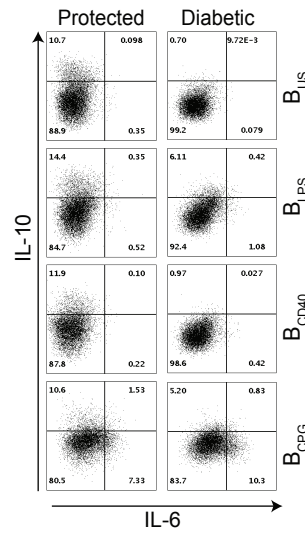 Protected Diabetic
10.7 0.098 0.70 9.72E-3
88.9 0.35 99.2 0.079
B US
14.4 0.35 6.11 0.42
84.7 0.52 92.4 1.08
B LPS
11.9 0.10 0.97 0.027
87.8 0.22 98.6 0.42
B CD40
10.6 1.53 5.20 0.83
80.5 7.33 83.7 10.3
B CPG
IL-10
IL-6